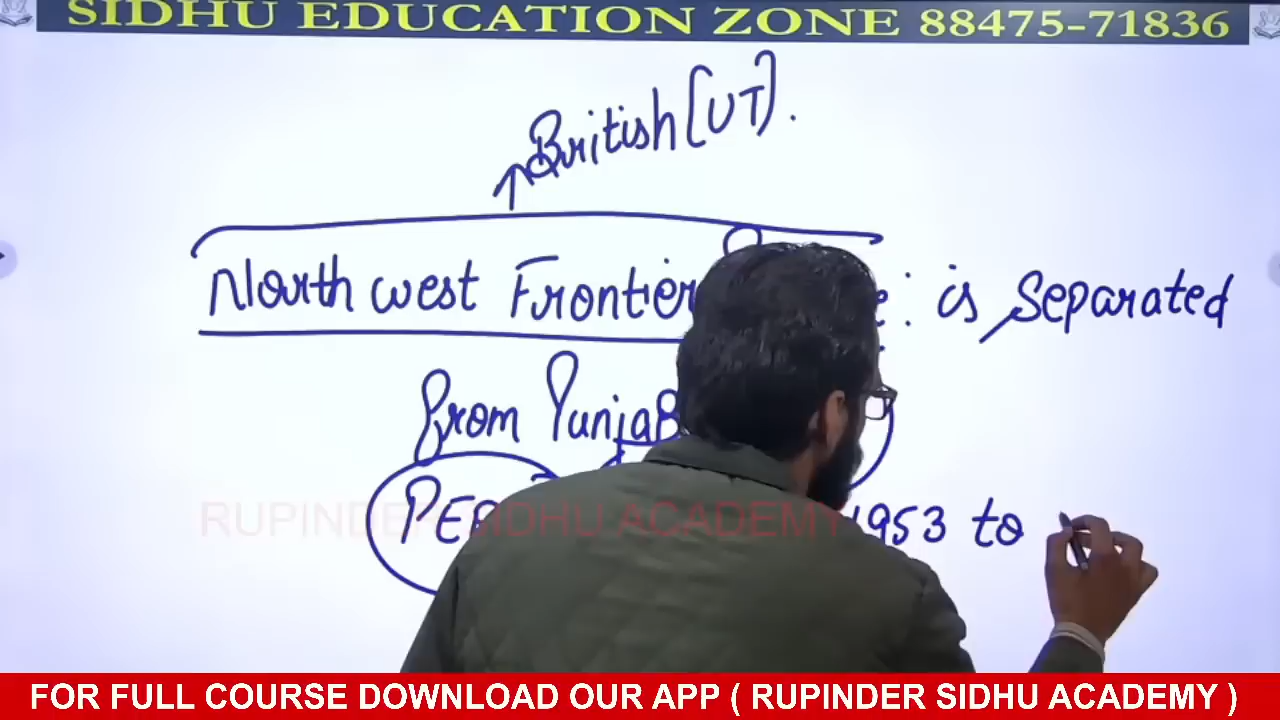 SIDHU EDUCATION ZONE 88475-71836
British (UT).
North west Frontier is separated
from Punjab
1953 to
RUPINDER SIDHU ACADEMY
FOR FULL COURSE DOWNLOAD OUR APP ( RUPINDER SIDHU ACADEMY )